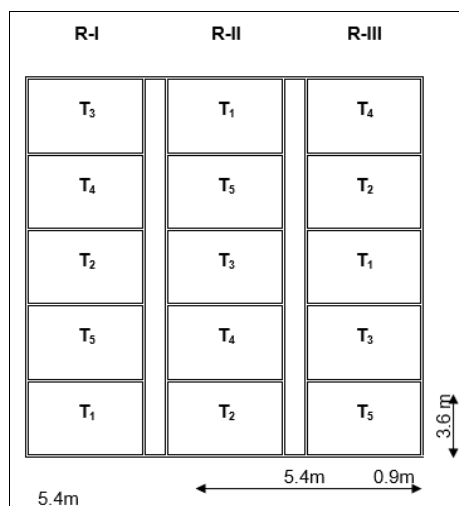 R-I R-II R-III
T₃ T₁ T₄
T₄ T₅ T₂
T₂ T₃ T₁
T₅ T₄ T₃
T₁ T₂ T₅
3.6 m
5.4m 0.9m
5.4m